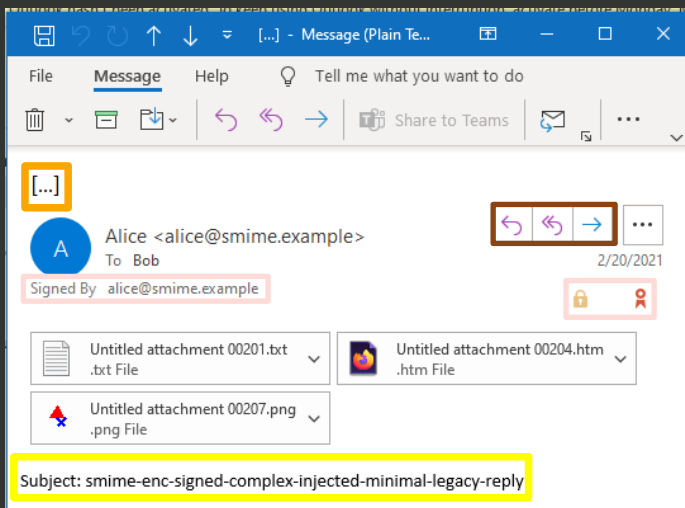 [...] - Message (Plain Te...
File Message Help Tell me what you want to do
Share to Teams
[...]
A
Alice <alice@smime.example>
To Bob
2/20/2021
Signed By alice@smime.example
Untitled attachment 00201.txt
.txt File
Untitled attachment 00204.htm
.htm File
Untitled attachment 00207.png
.png File
Subject: smime-enc-signed-complex-injected-minimal-legacy-reply